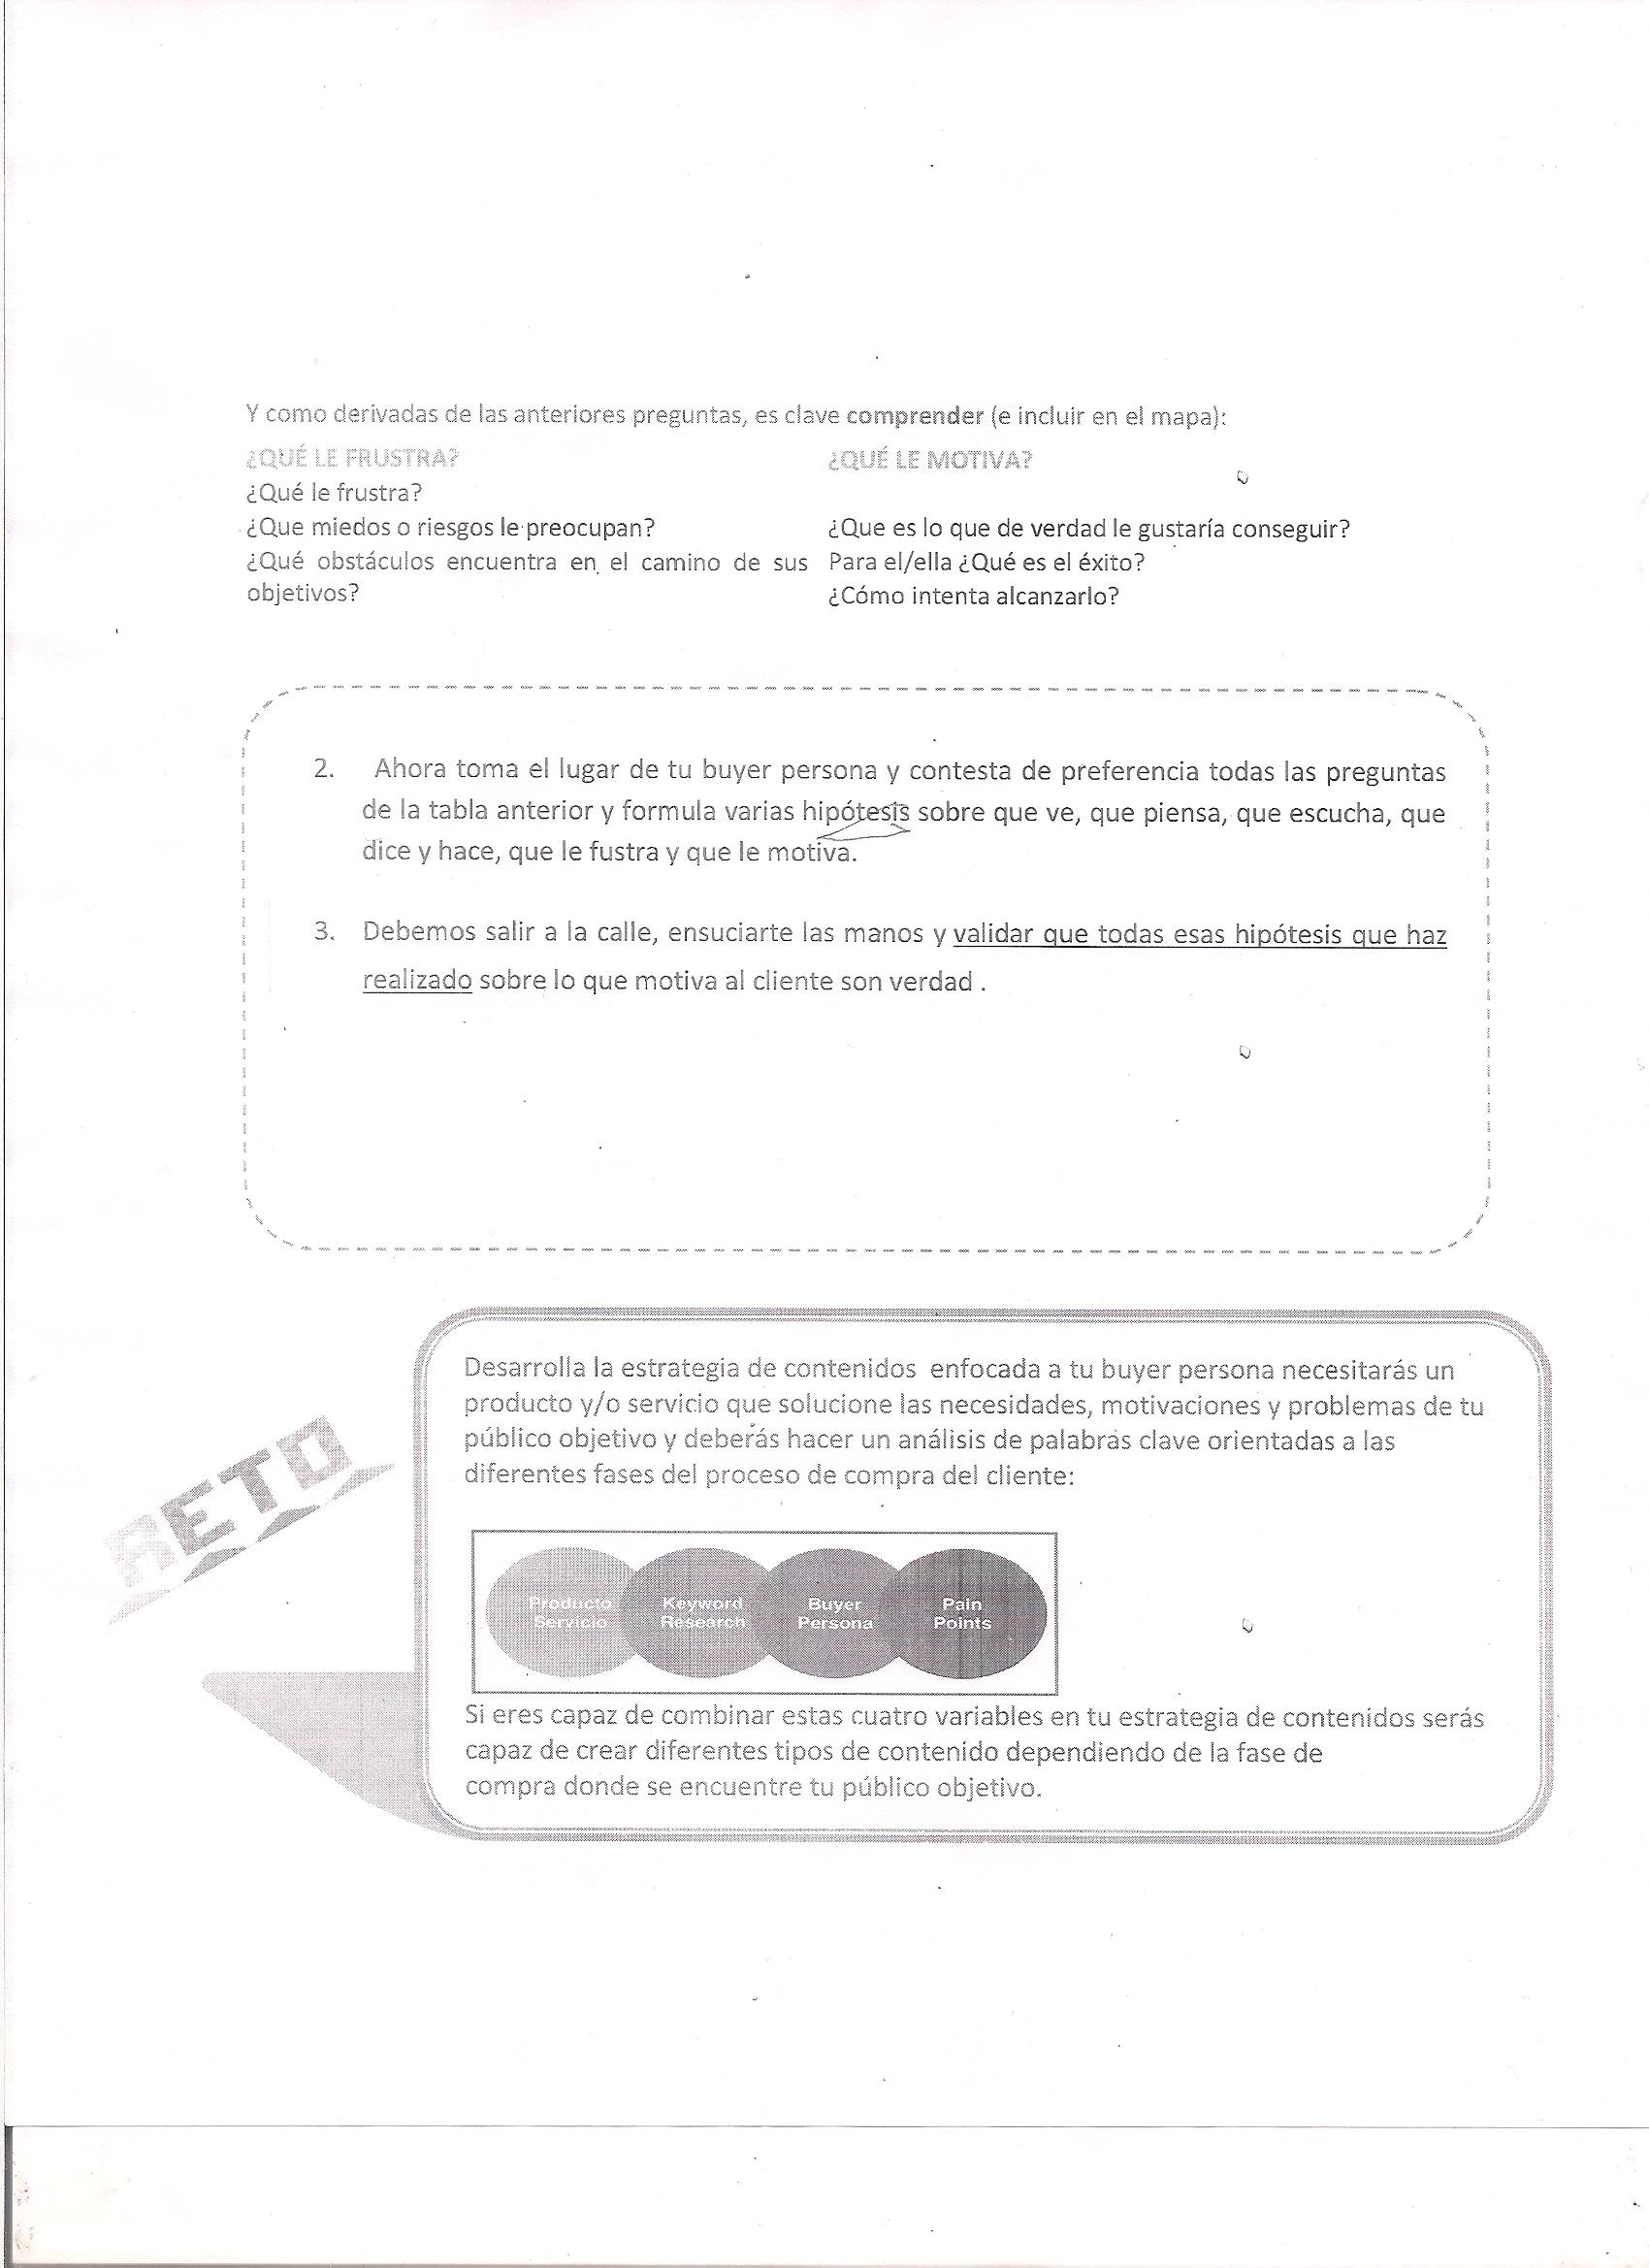 Y como derivadas de las anteriores preguntas, es clave comprender (e incluir en el mapa):
¿QUÉ LE FRUSTRA?
¿Qué le frustra?
¿Que miedos o riesgos le preocupan?
¿Qué obstáculos encuentra en el camino de sus
objetivos?
¿QUÉ LE MOTIVA?
¿Que es lo que de verdad le gustaría conseguir?
Para el/ella ¿Qué es el éxito?
¿Cómo intenta alcanzarlo?
2. Ahora toma el lugar de tu buyer persona y contesta de preferencia todas las preguntas
de la tabla anterior y formula varias hipótesis sobre que ve, que piensa, que escucha, que
dice y hace, que le fustra y que le motiva.
3. Debemos salir a la calle, ensuciarte las manos y validar que todas esas hipótesis que haz
realizado sobre lo que motiva al cliente son verdad .
RETO
Desarrolla la estrategia de contenidos enfocada a tu buyer persona necesitarás un
producto y/o servicio que solucione las necesidades, motivaciones y problemas de tu
público objetivo y deberás hacer un análisis de palabras clave orientadas a las
diferentes fases del proceso de compra del cliente:
Producto
Servicio
Keyword
Research
Buyer
Persona
Pain
Points
Si eres capaz de combinar estas cuatro variables en tu estrategia de contenidos serás
capaz de crear diferentes tipos de contenido dependiendo de la fase de
compra donde se encuentre tu público objetivo.